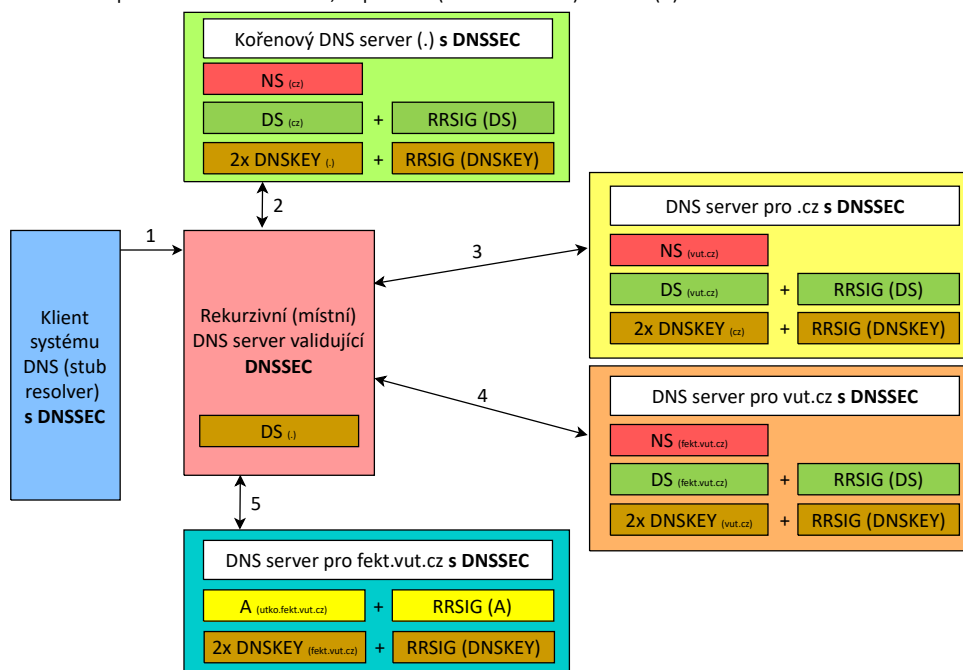 Kořenový DNS server (.) s DNSSEC
NS (cz)
DS (cz) + RRSIG (DS)
2x DNSKEY (.) + RRSIG (DNSKEY)
2
1
3
DNS server pro .cz s DNSSEC
NS (vut.cz)
DS (vut.cz) + RRSIG (DS)
2x DNSKEY (cz) + RRSIG (DNSKEY)
Klient
systému
DNS (stub
resolver)
s DNSSEC
Rekurzivní (místní)
DNS server validující
DNSSEC
DS (.)
4
DNS server pro vut.cz s DNSSEC
NS (fekt.vut.cz)
DS (fekt.vut.cz) + RRSIG (DS)
2x DNSKEY (vut.cz) + RRSIG (DNSKEY)
5
DNS server pro fekt.vut.cz s DNSSEC
A (utko.fekt.vut.cz) + RRSIG (A)
2x DNSKEY (fekt.vut.cz) + RRSIG (DNSKEY)